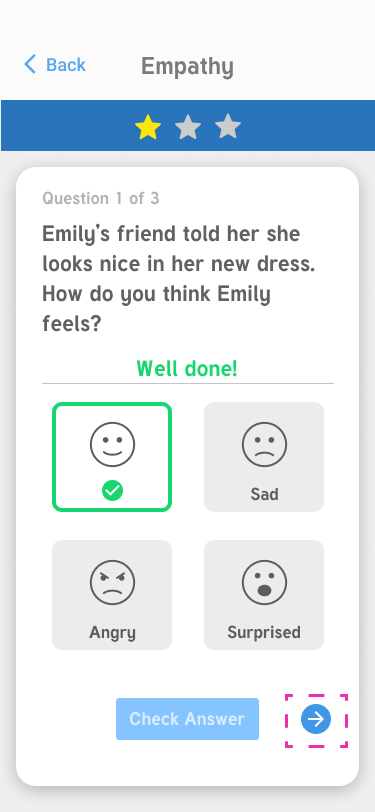 Back
Empathy
Question 1 of 3
Emily's friend told her she
looks nice in her new dress.
How do you think Emily
feels?
Well done!
Sad
Angry
Surprised
Check Answer